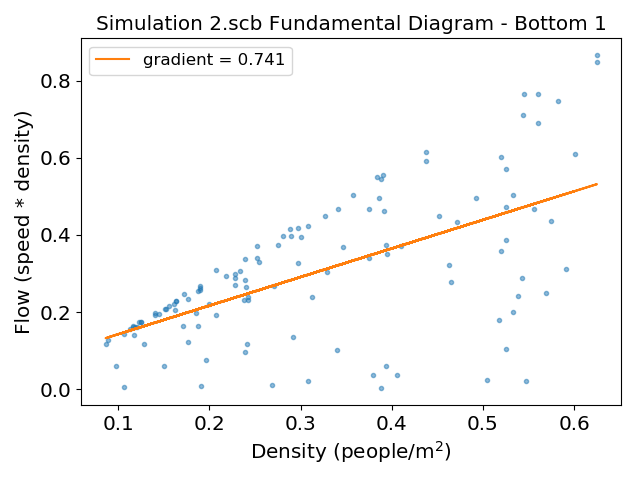 Simulation 2.scb Fundamental Diagram - Bottom 1
gradient = 0.741
Flow (speed * density)
0.8
0.6
0.4
0.2
0.0
0.1 0.2 0.3 0.4 0.5 0.6
Density (people/m²)